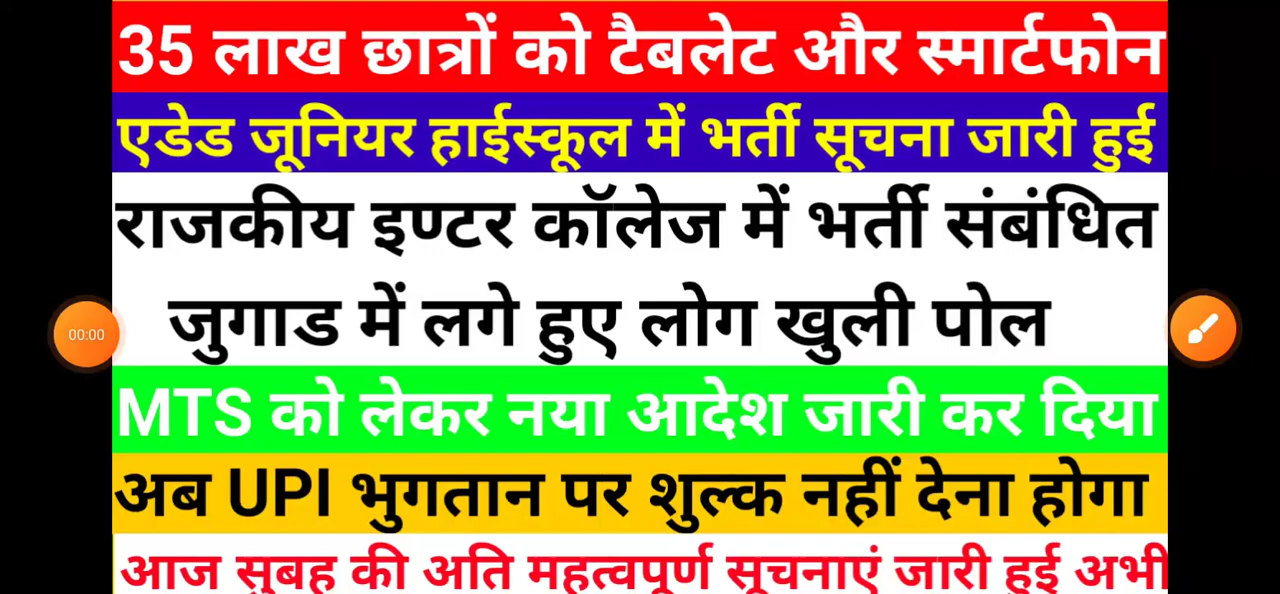 35 लाख छात्रों को टैबलेट और स्मार्टफोन
एडेड जूनियर हाईस्कूल में भर्ती सूचना जारी हुई
राजकीय इण्टर कॉलेज में भर्ती संबंधित
जुगाड में लगे हुए लोग खुली पोल
00:00
MTS को लेकर नया आदेश जारी कर दिया
अब UPI भुगतान पर शुल्क नहीं देना होगा
आज सुबह की अति महत्वपूर्ण सूचनाएं जारी हुई अभी